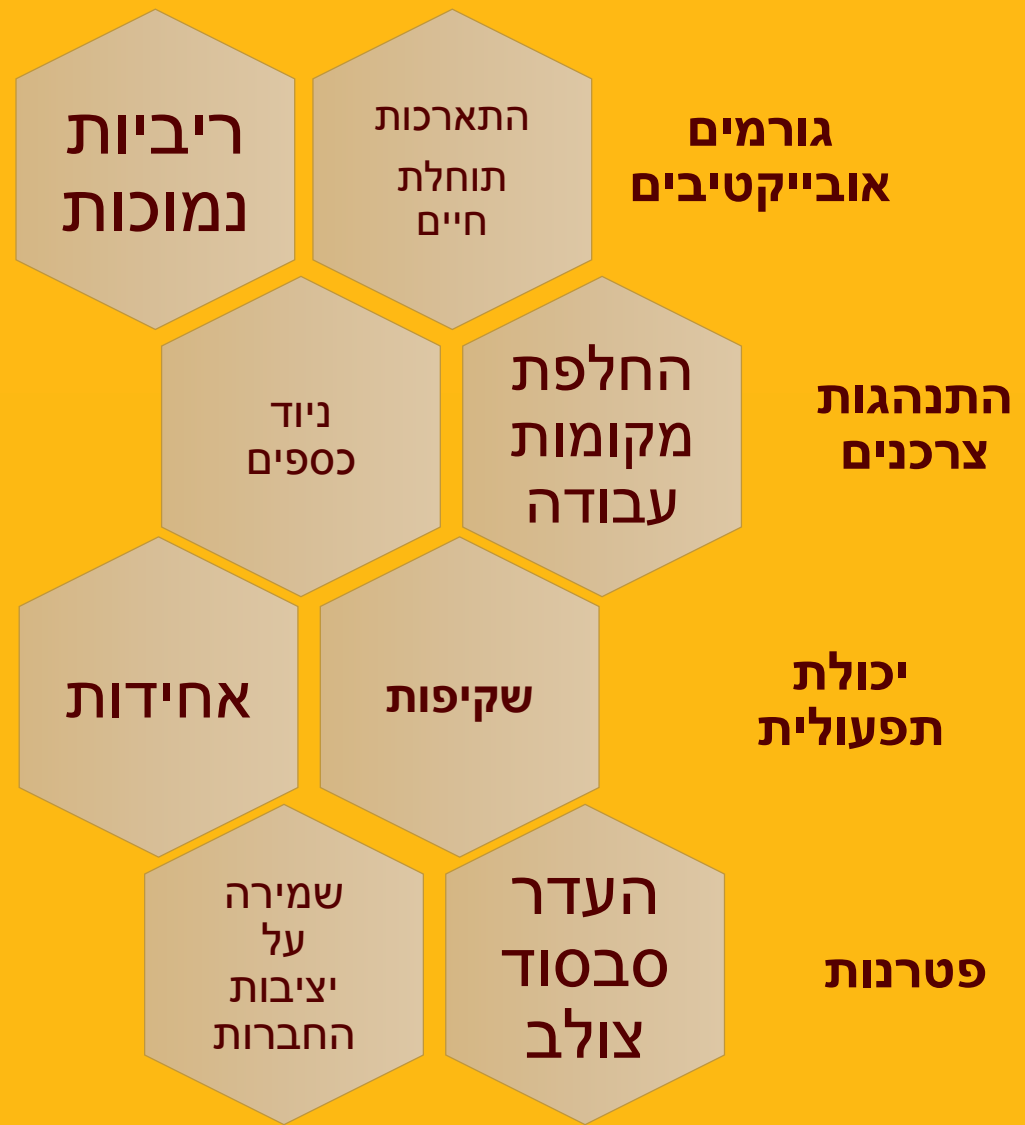 גורמים
אובייקטיבים
התארכות
תוחלת
חיים
ריביות
נמוכות
התנהגות
צרכנים
החלפת
מקומות
עבודה
ניוד
כספים
יכולת
תפעולית
שקיפות
אחידות
פטרנות
העדר
סבסוד
צולב
שמירה
על
יציבות
החברות